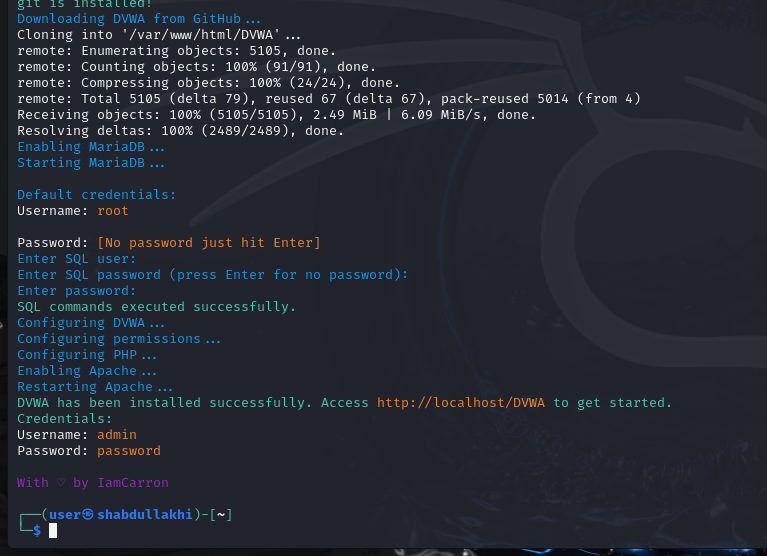 git is installed!
Downloading DVWA from GitHub...
Cloning into '/var/www/html/DVWA'...
remote: Enumerating objects: 5105, done.
remote: Counting objects: 100% (91/91), done.
remote: Compressing objects: 100% (24/24), done.
remote: Total 5105 (delta 79), reused 67 (delta 67), pack-reused 5014 (from 4)
Receiving objects: 100% (5105/5105), 2.49 MiB | 6.09 MiB/s, done.
Resolving deltas: 100% (2489/2489), done.
Enabling MariaDB...
Starting MariaDB...
Default credentials:
Username: root
Password: [No password just hit Enter]
Enter SQL user:
Enter SQL password (press Enter for no password):
Enter password:
SQL commands executed successfully.
Configuring DVWA...
Configuring permissions...
Configuring PHP...
Enabling Apache...
Restarting Apache...
DVWA has been installed successfully. Access http://localhost/DVWA to get started.
Credentials:
Username: admin
Password: password
With ♡ by IamCarron
┌──(user㉿shabdullakhi)-[~]
└─$